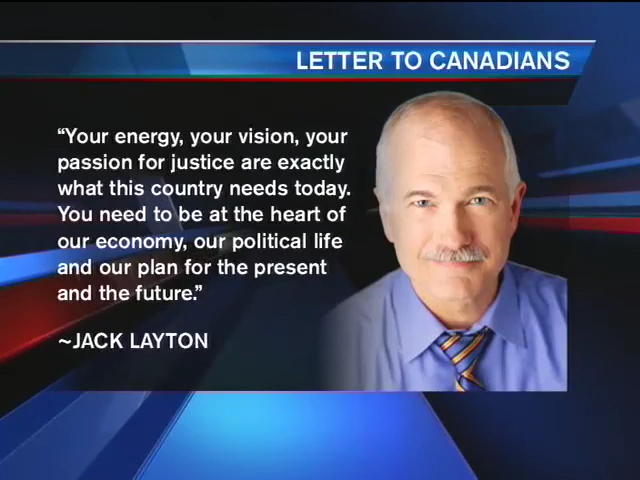 LETTER TO CANADIANS
“Your energy, your vision, your
passion for justice are exactly
what this country needs today.
You need to be at the heart of
our economy, our political life
and our plan for the present
and the future.”
~JACK LAYTON